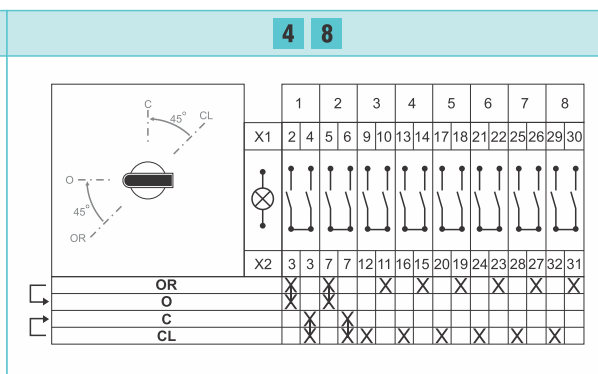 4 8
1 2 3 4 5 6 7 8
C
45°
CL
X1 2 4 5 6 9 10 13 14 17 18 21 22 25 26 29 30
O
45°
OR
X2 3 3 7 7 12 11 16 15 20 19 24 23 28 27 32 31
OR X X X X X X X X
O X X
C X X
CL X X X X X X X